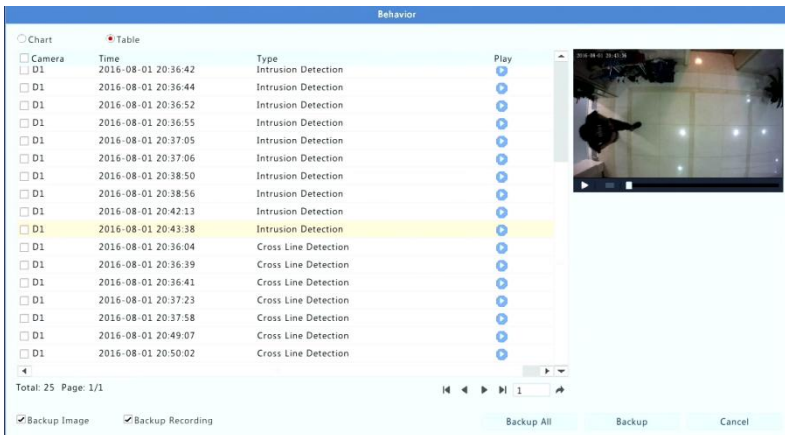 Behavior
Chart Table
Camera Time Type Play
D1 2016-08-01 20:36:42 Intrusion Detection
D1 2016-08-01 20:36:44 Intrusion Detection
D1 2016-08-01 20:36:52 Intrusion Detection
D1 2016-08-01 20:36:55 Intrusion Detection
D1 2016-08-01 20:37:05 Intrusion Detection
D1 2016-08-01 20:37:06 Intrusion Detection
D1 2016-08-01 20:38:50 Intrusion Detection
D1 2016-08-01 20:38:56 Intrusion Detection
D1 2016-08-01 20:42:13 Intrusion Detection
D1 2016-08-01 20:43:38 Intrusion Detection
D1 2016-08-01 20:36:04 Cross Line Detection
D1 2016-08-01 20:36:39 Cross Line Detection
D1 2016-08-01 20:36:41 Cross Line Detection
D1 2016-08-01 20:37:23 Cross Line Detection
D1 2016-08-01 20:37:58 Cross Line Detection
D1 2016-08-01 20:49:07 Cross Line Detection
D1 2016-08-01 20:50:02 Cross Line Detection
Total: 25 Page: 1/1 1
Backup Image Backup Recording Backup All Backup Cancel